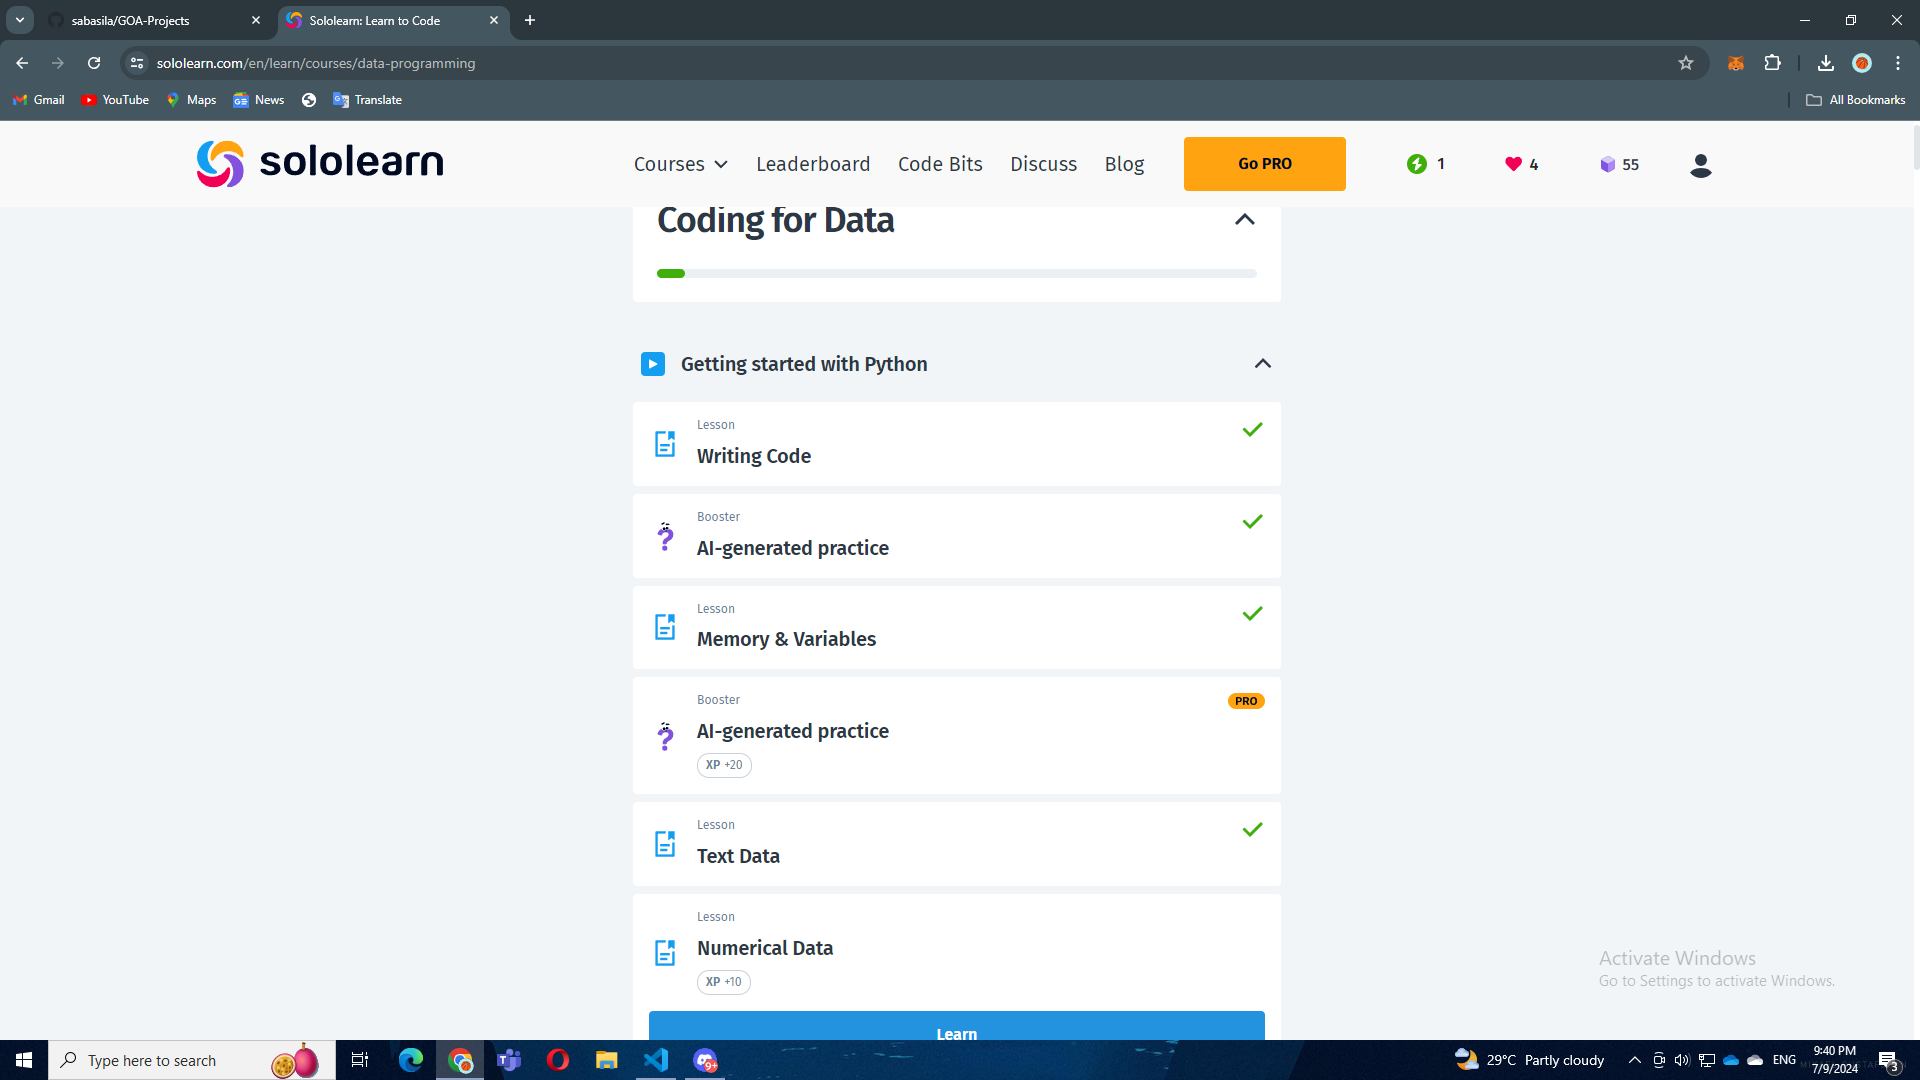 sabasila/GOA-Projects
Sololearn: Learn to Code
sololearn.com/en/learn/courses/data-programming
Gmail
YouTube
Maps
News
Translate
All Bookmarks
sololearn
Courses
Leaderboard
Code Bits
Discuss
Blog
Go PRO
1
4
55
Coding for Data
Getting started with Python
Lesson
Writing Code
Booster
AI-generated practice
Lesson
Memory & Variables
Booster
PRO
AI-generated practice
XP +20
Lesson
Text Data
Lesson
Numerical Data
XP +10
Learn
Activate Windows
Go to Settings to activate Windows.
Type here to search
9+
29°C Partly cloudy
ENG
9:40 PM
7/9/2024
3